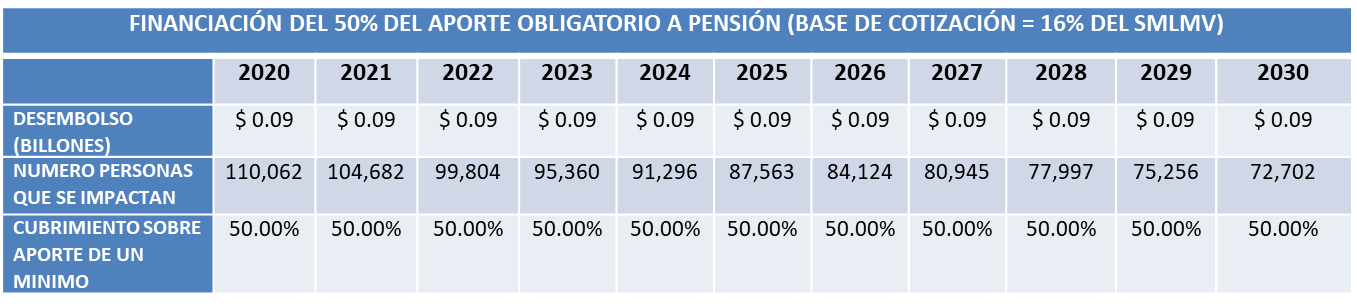 FINANCIACIÓN DEL 50% DEL APORTE OBLIGATORIO A PENSIÓN (BASE DE COTIZACIÓN = 16% DEL SMLMV)
2020 2021 2022 2023 2024 2025 2026 2027 2028 2029 2030
DESEMBOLSO
(BILLONES) $ 0.09 $ 0.09 $ 0.09 $ 0.09 $ 0.09 $ 0.09 $ 0.09 $ 0.09 $ 0.09 $ 0.09 $ 0.09
NUMERO PERSONAS
QUE SE IMPACTAN 110,062 104,682 99,804 95,360 91,296 87,563 84,124 80,945 77,997 75,256 72,702
CUBRIMIENTO SOBRE
APORTE DE UN
MINIMO 50.00% 50.00% 50.00% 50.00% 50.00% 50.00% 50.00% 50.00% 50.00% 50.00% 50.00%